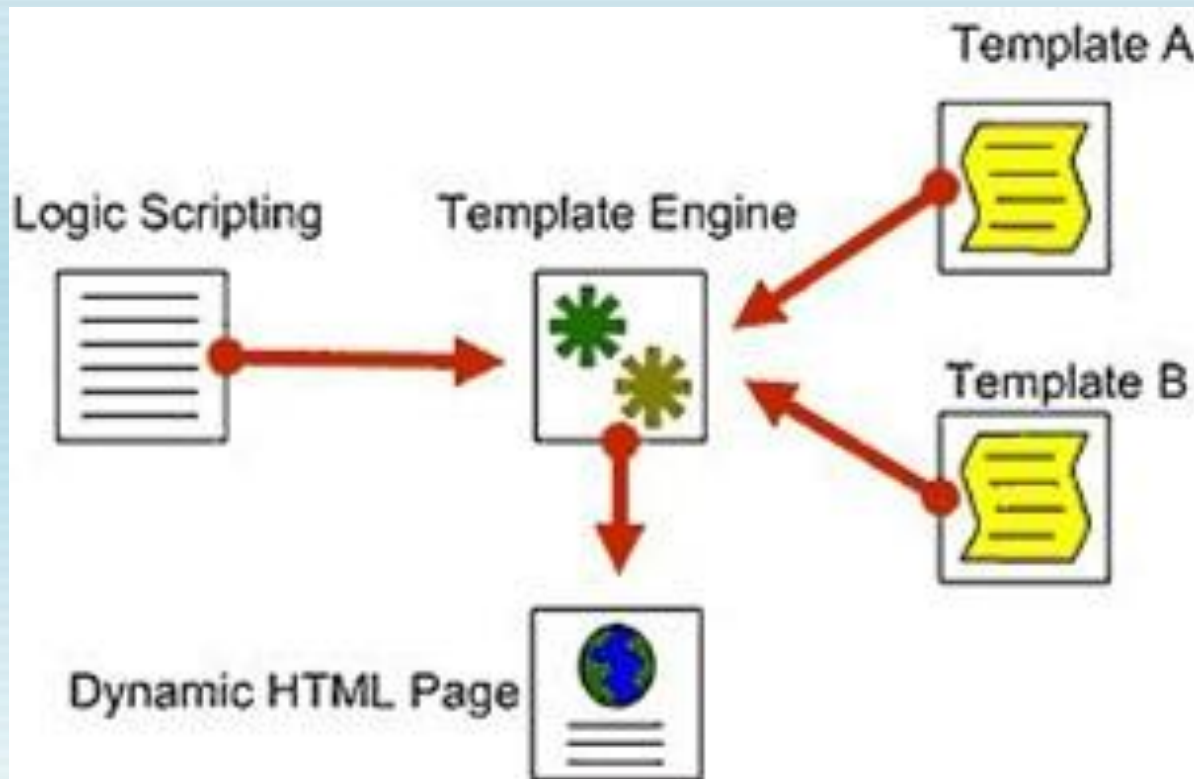 Template A
Logic Scripting
Template Engine
Template B
Dynamic HTML Page